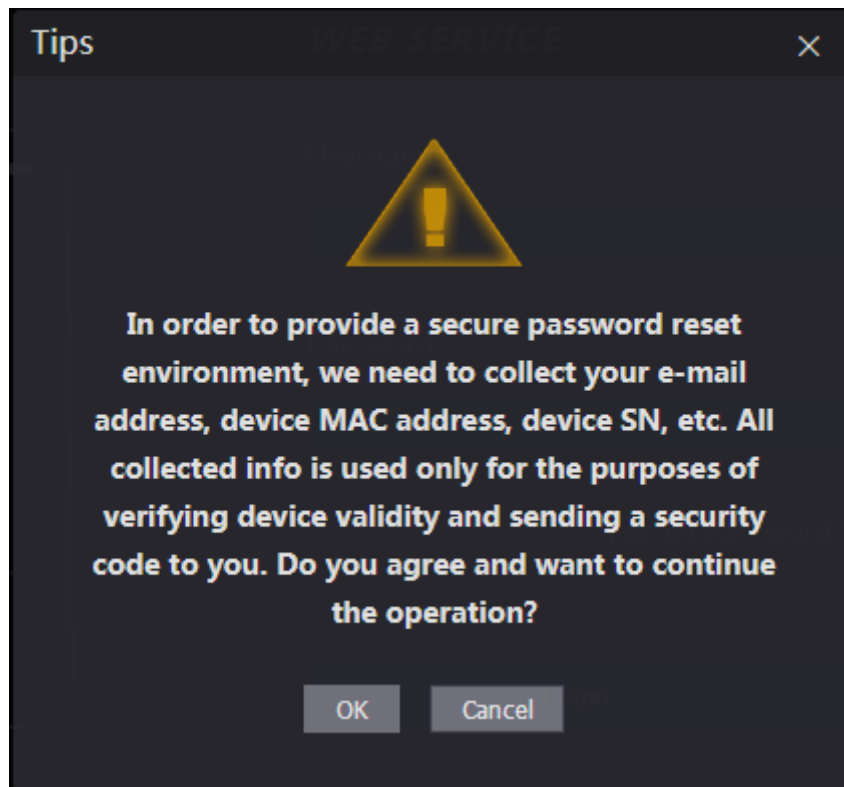 Tips
WEB SERVICE
In order to provide a secure password reset
environment, we need to collect your e-mail
address, device MAC address, device SN, etc. All
collected info is used only for the purposes of
verifying device validity and sending a security
code to you. Do you agree and want to continue
the operation?
OK
Cancel